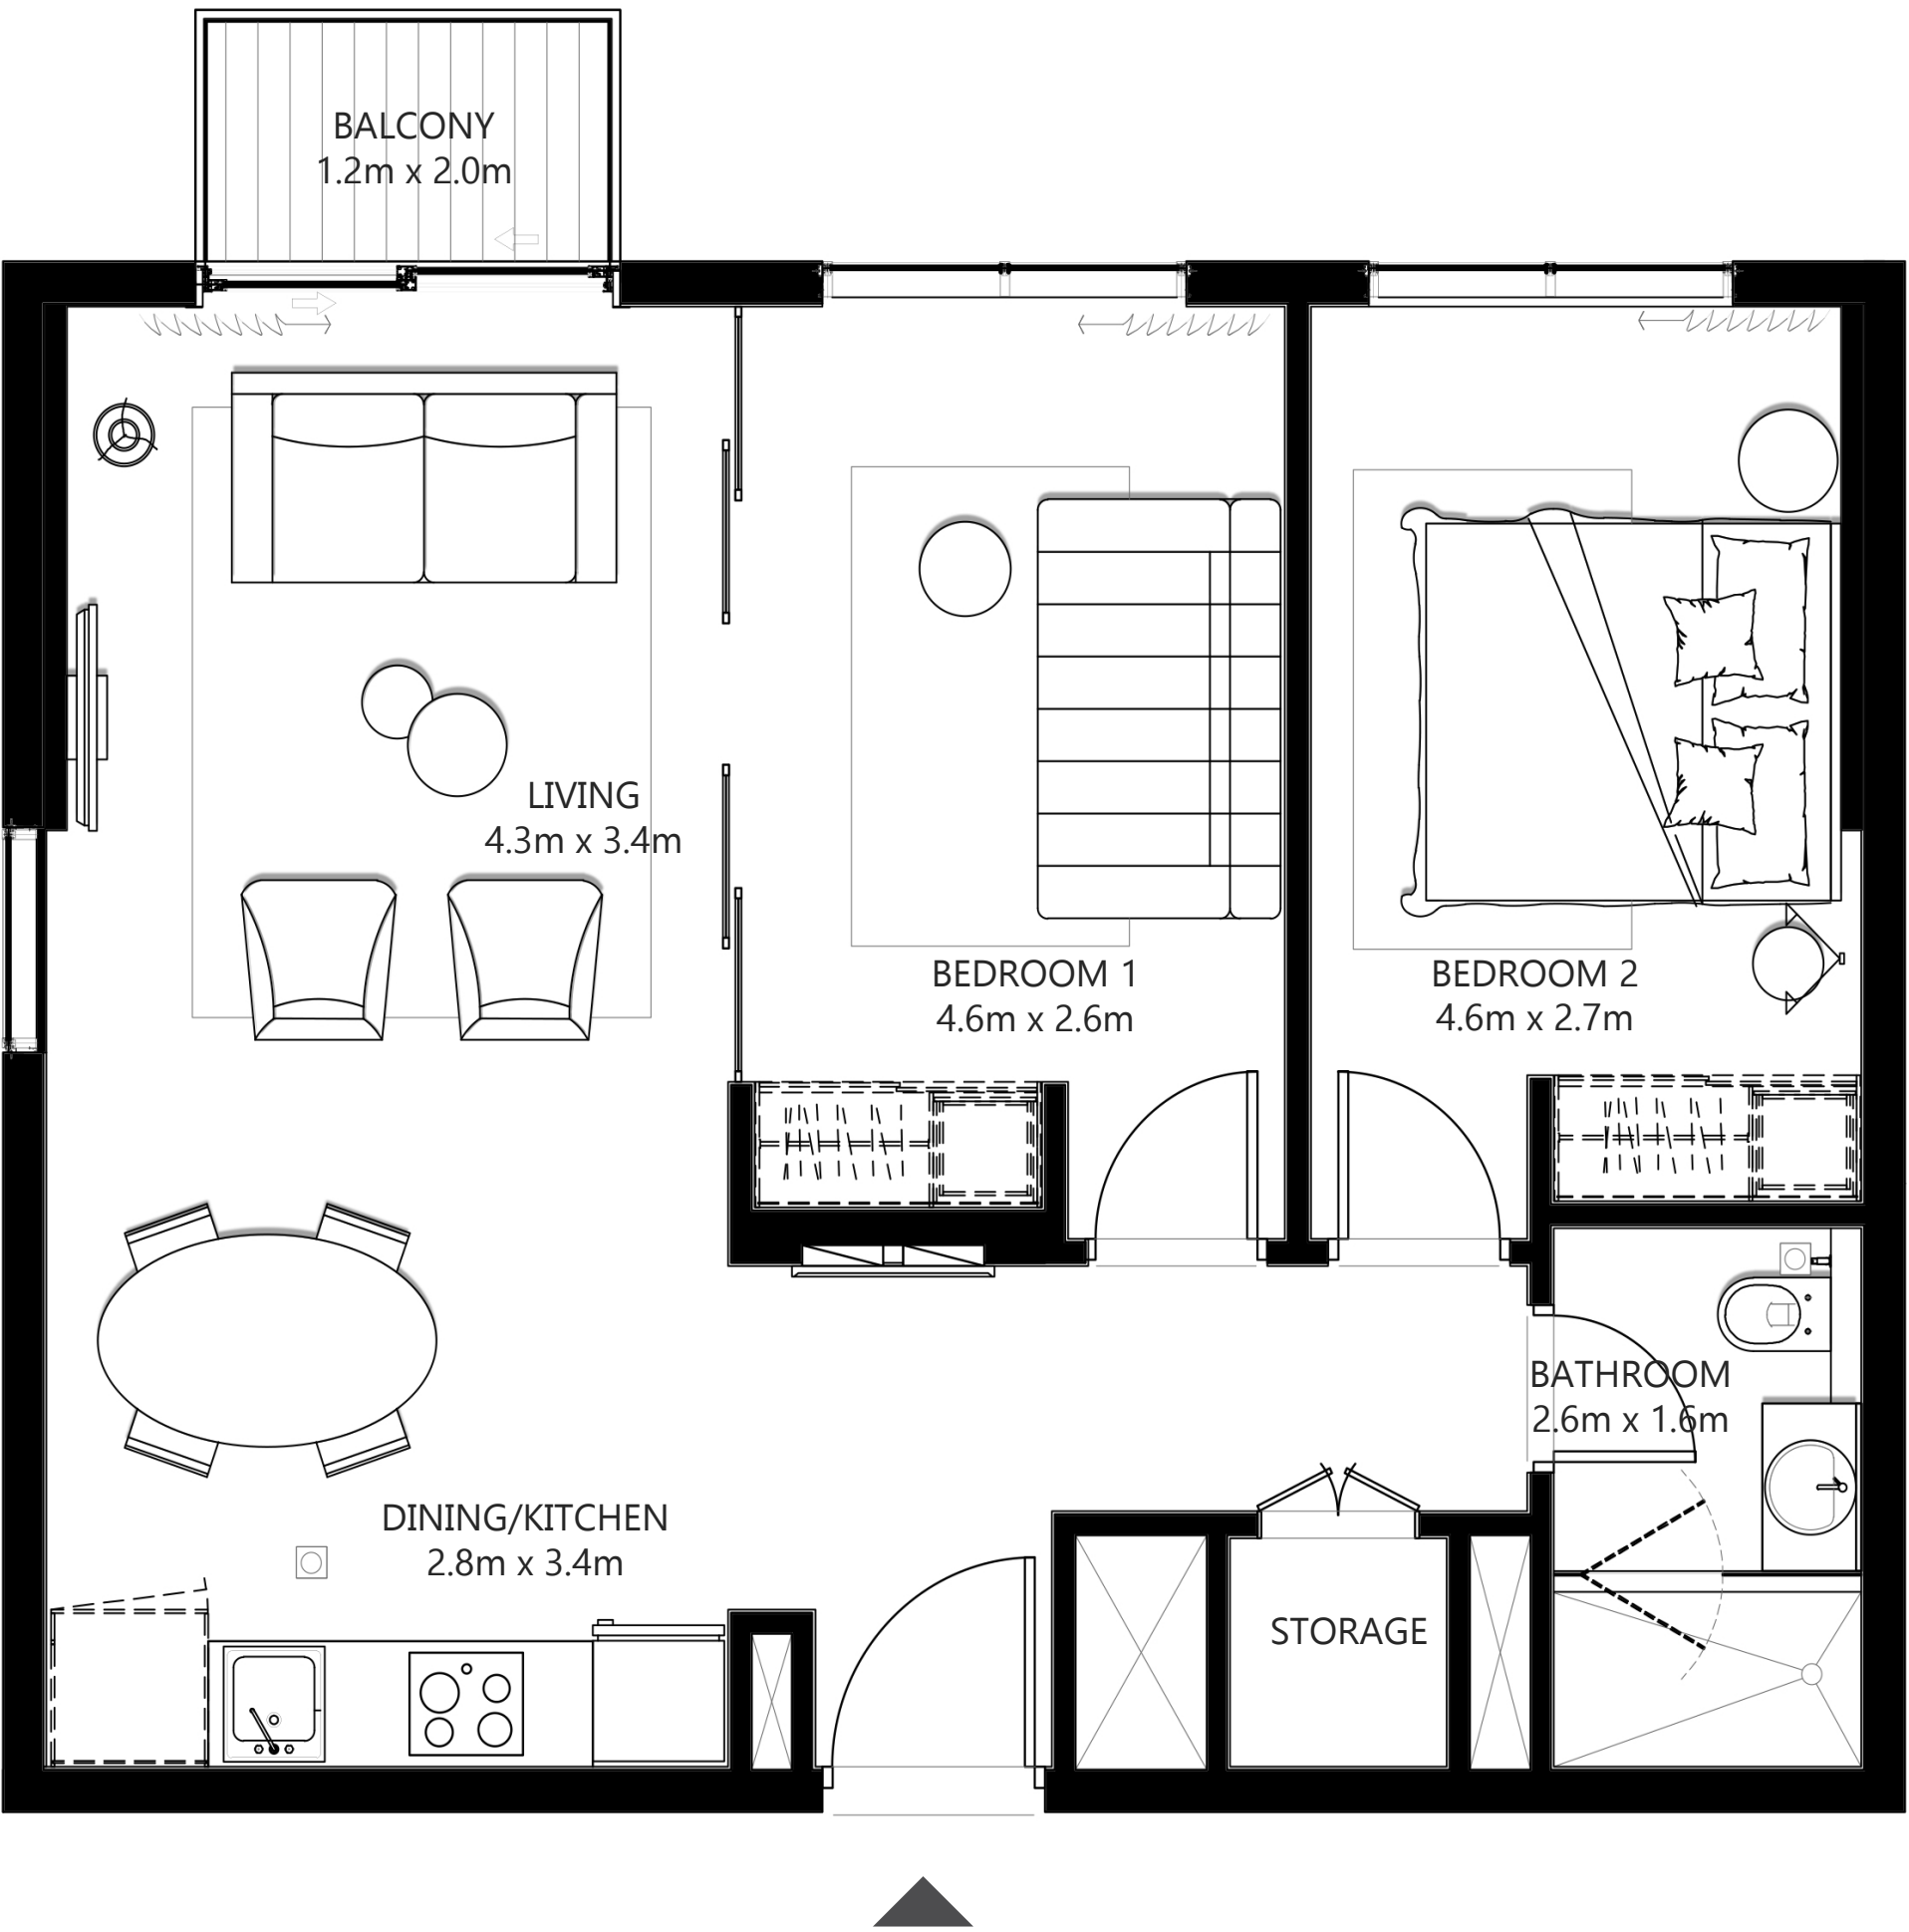 BALCONY
1.2m x 2.0m
LIVING
4.3m x 3.4m
BEDROOM 1
4.6m x 2.6m
BEDROOM 2
4.6m x 2.7m
BATHROOM
2.6m x 1.6m
DINING/KITCHEN
2.8m x 3.4m
STORAGE